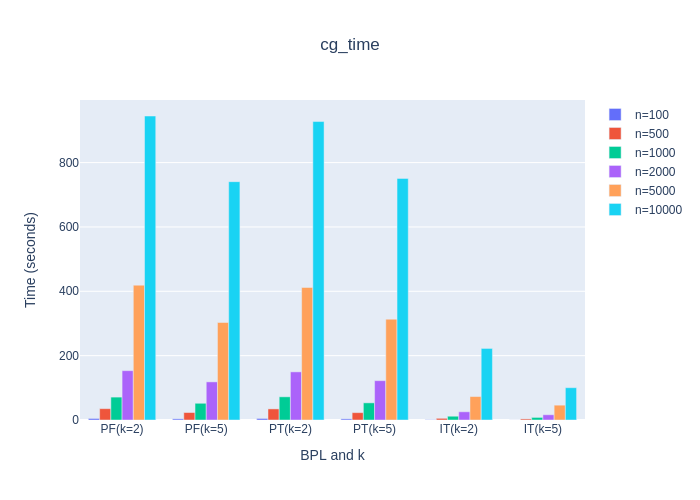 cg_time
n=100
n=500
n=1000
n=2000
n=5000
n=10000
Time (seconds)
800
600
400
200
0
PF(k=2) PF(k=5) PT(k=2) PT(k=5) IT(k=2) IT(k=5)
BPL and k